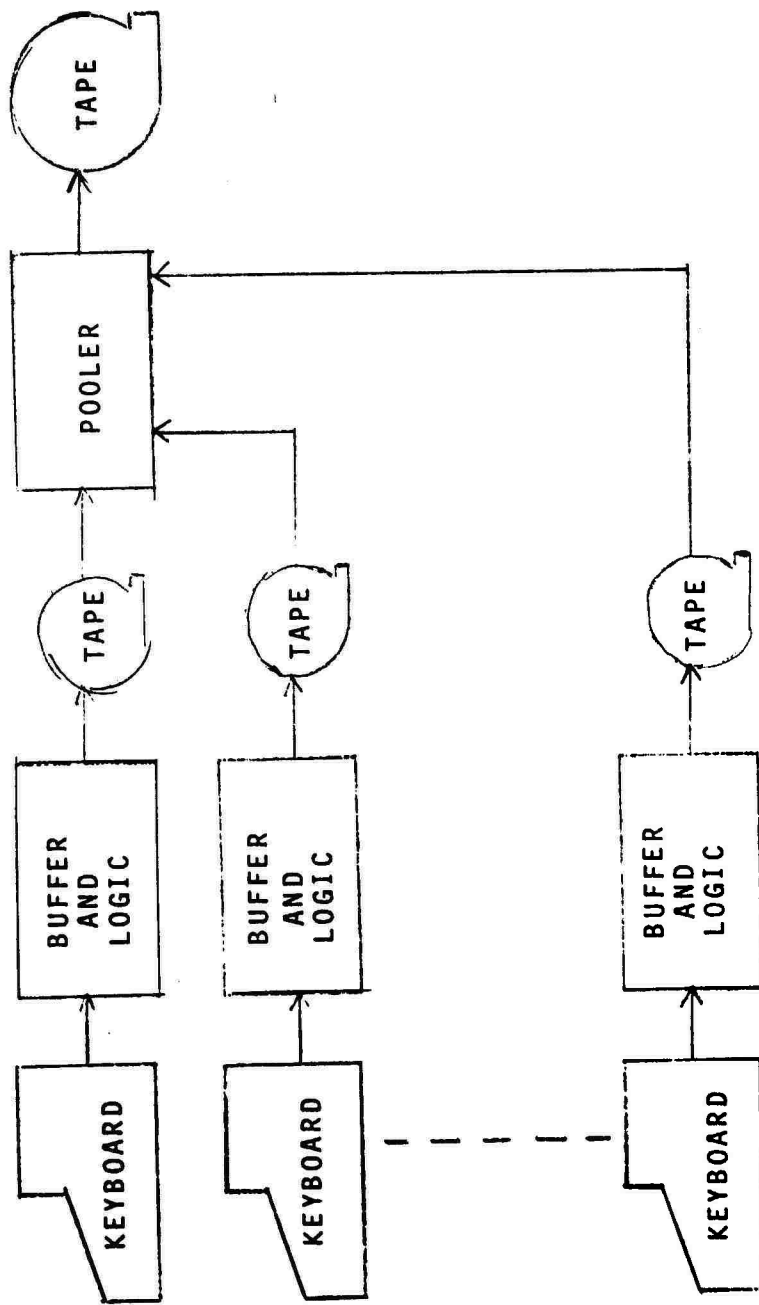 KEYBOARD
BUFFER
AND
LOGIC
TAPE
POOLER
TAPE
KEYBOARD
BUFFER
AND
LOGIC
TAPE
KEYBOARD
BUFFER
AND
LOGIC
TAPE